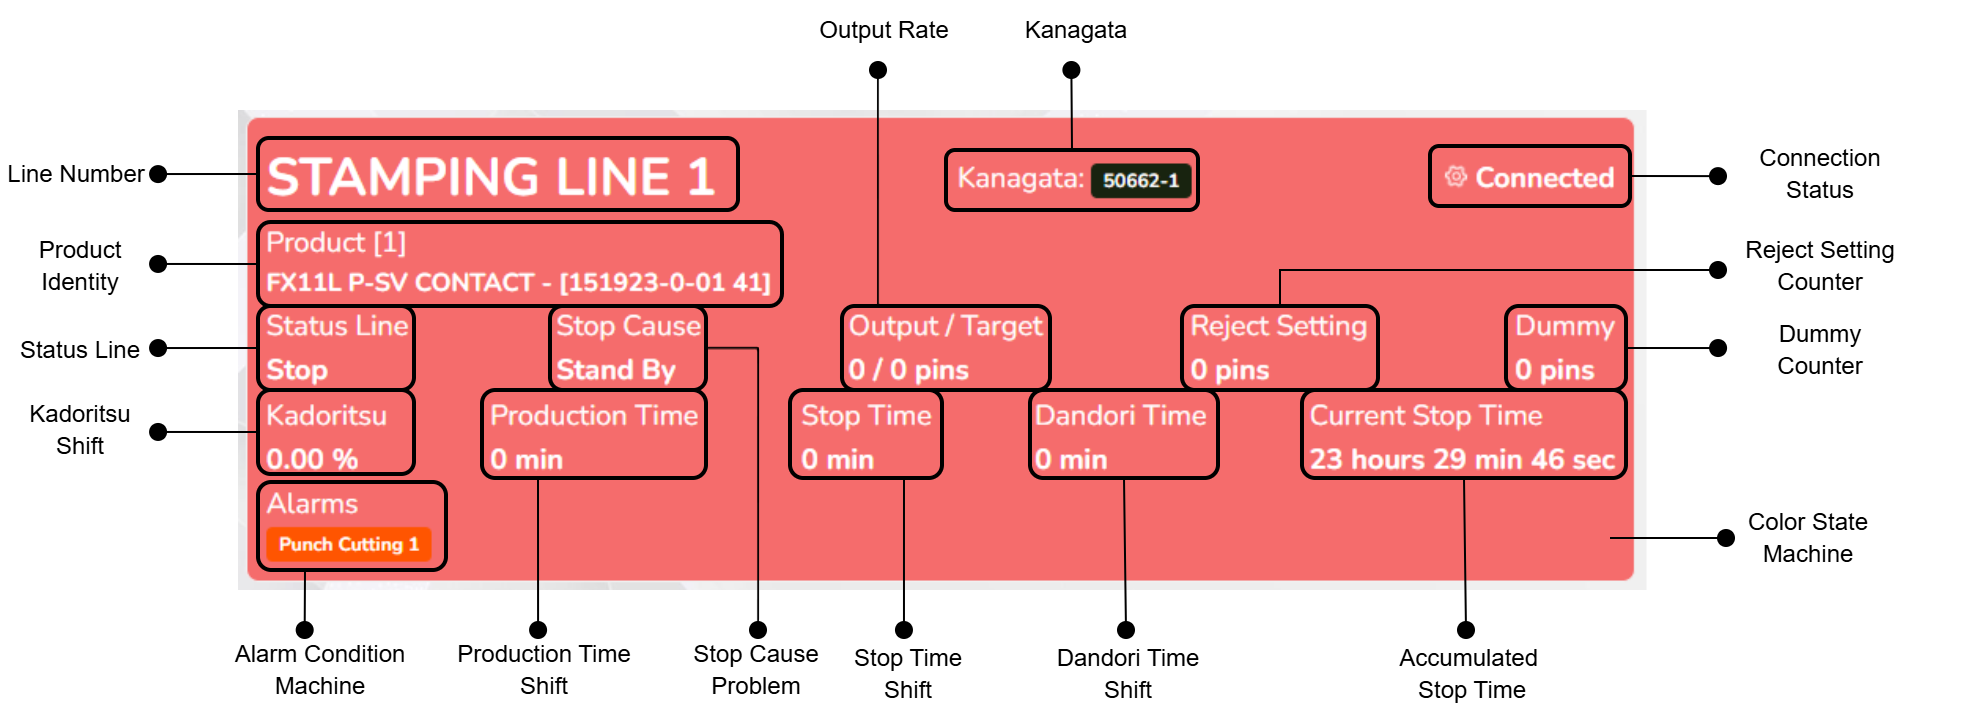 Output Rate
Kanagata
Line Number
STAMPING LINE 1
Kanagata: 50662-1
Connected
Connection
Status
Product
Identity
Product [1]
FX11L P-SV CONTACT - [151923-0-01 41]
Reject Setting
Counter
Status Line
Status Line
Stop
Stop Cause
Stand By
Output / Target
0 / 0 pins
Reject Setting
0 pins
Dummy
0 pins
Dummy
Counter
Kadoritsu
Shift
Kadoritsu
0.00 %
Production Time
0 min
Stop Time
0 min
Dandori Time
0 min
Current Stop Time
23 hours 29 min 46 sec
Alarms
Punch Cutting 1
Color State
Machine
Alarm Condition
Machine
Production Time
Shift
Stop Cause
Problem
Stop Time
Shift
Dandori Time
Shift
Accumulated
Stop Time